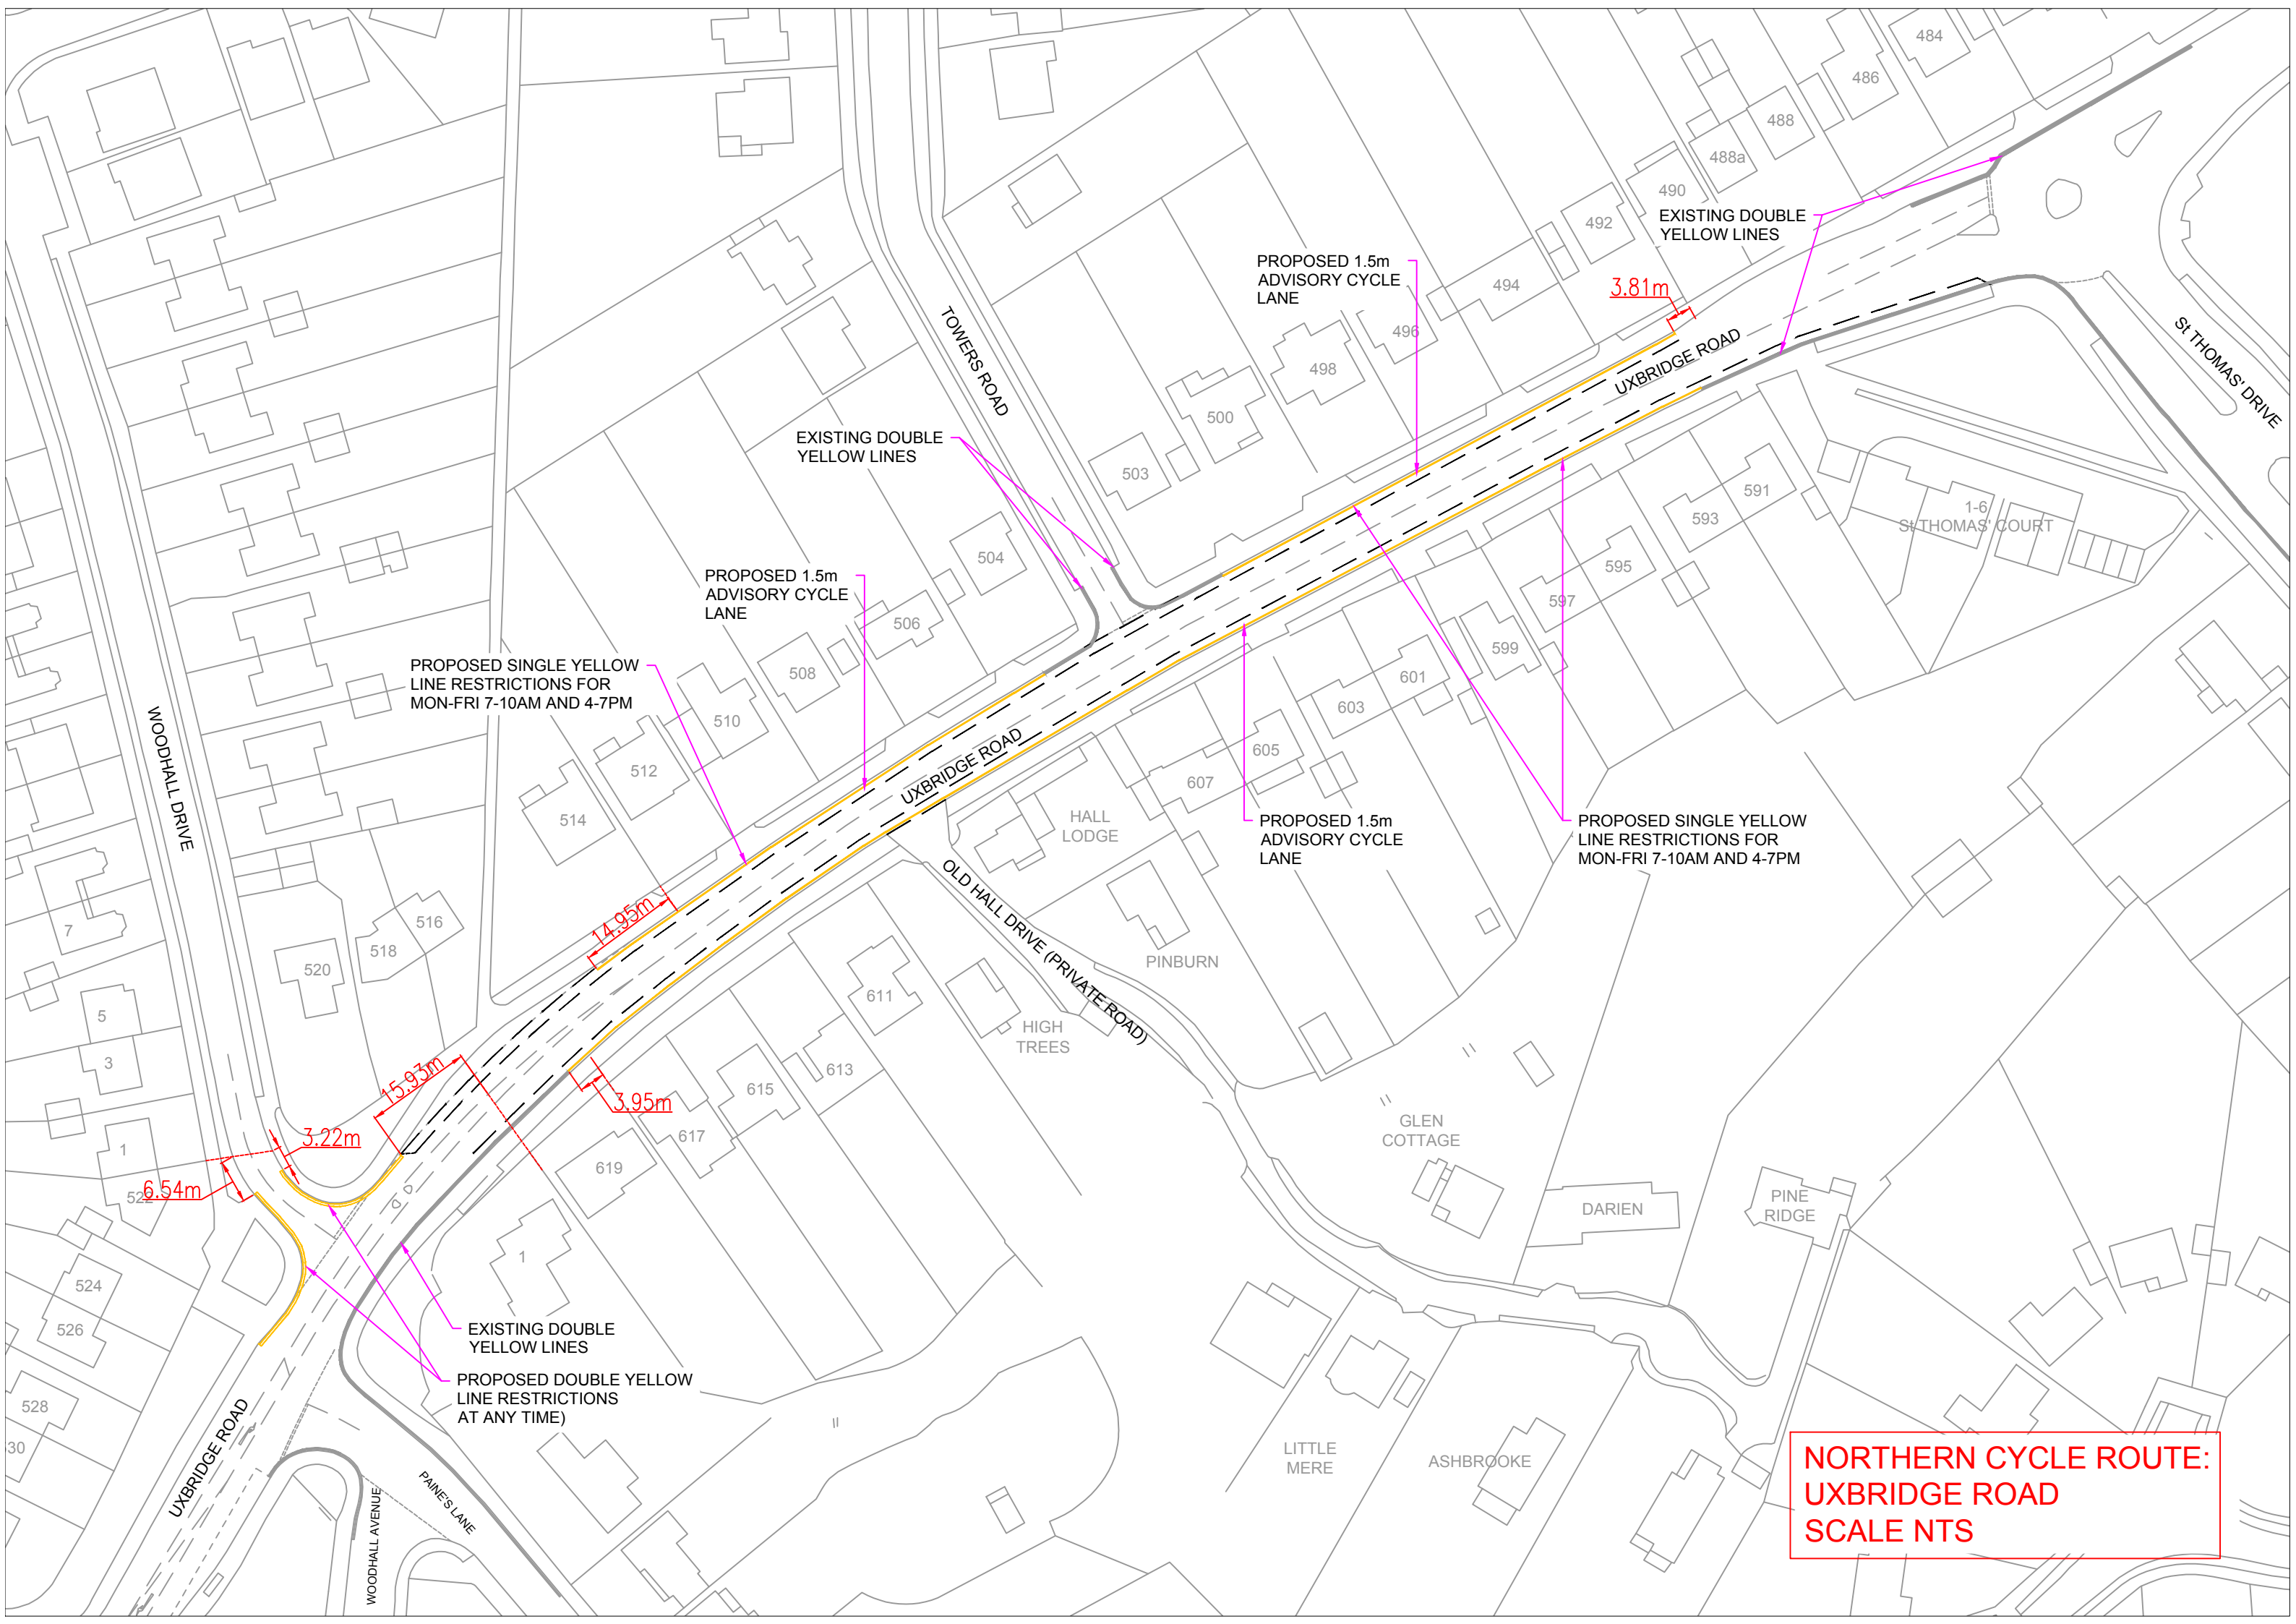 484
486
488
488a
490
492
EXISTING DOUBLE
YELLOW LINES
PROPOSED 1.5m
ADVISORY CYCLE
LANE
494
3.81m
496
498
UXBRIDGE ROAD
St THOMAS' DRIVE
TOWERS ROAD
500
503
EXISTING DOUBLE
YELLOW LINES
591
593
1-6
St THOMAS' COURT
504
595
597
PROPOSED 1.5m
ADVISORY CYCLE
LANE
506
599
601
PROPOSED SINGLE YELLOW
LINE RESTRICTIONS FOR
MON-FRI 7-10AM AND 4-7PM
508
510
603
605
607
WOODHALL DRIVE
512
514
UXBRIDGE ROAD
HALL
LODGE
PROPOSED 1.5m
ADVISORY CYCLE
LANE
PROPOSED SINGLE YELLOW
LINE RESTRICTIONS FOR
MON-FRI 7-10AM AND 4-7PM
OLD HALL DRIVE (PRIVATE ROAD)
14.95m
516
518
520
7
PINBURN
611
HIGH
TREES
5
3
1
522
15.93m
3.95m
613
615
617
619
3.22m
6.54m
GLEN
COTTAGE
DARIEN
PINE
RIDGE
1
524
526
528
30
EXISTING DOUBLE
YELLOW LINES
PROPOSED DOUBLE YELLOW
LINE RESTRICTIONS
AT ANY TIME)
UXBRIDGE ROAD
WOODHALL AVENUE
PAINE'S LANE
LITTLE
MERE
ASHBROOKE
NORTHERN CYCLE ROUTE:
UXBRIDGE ROAD
SCALE NTS